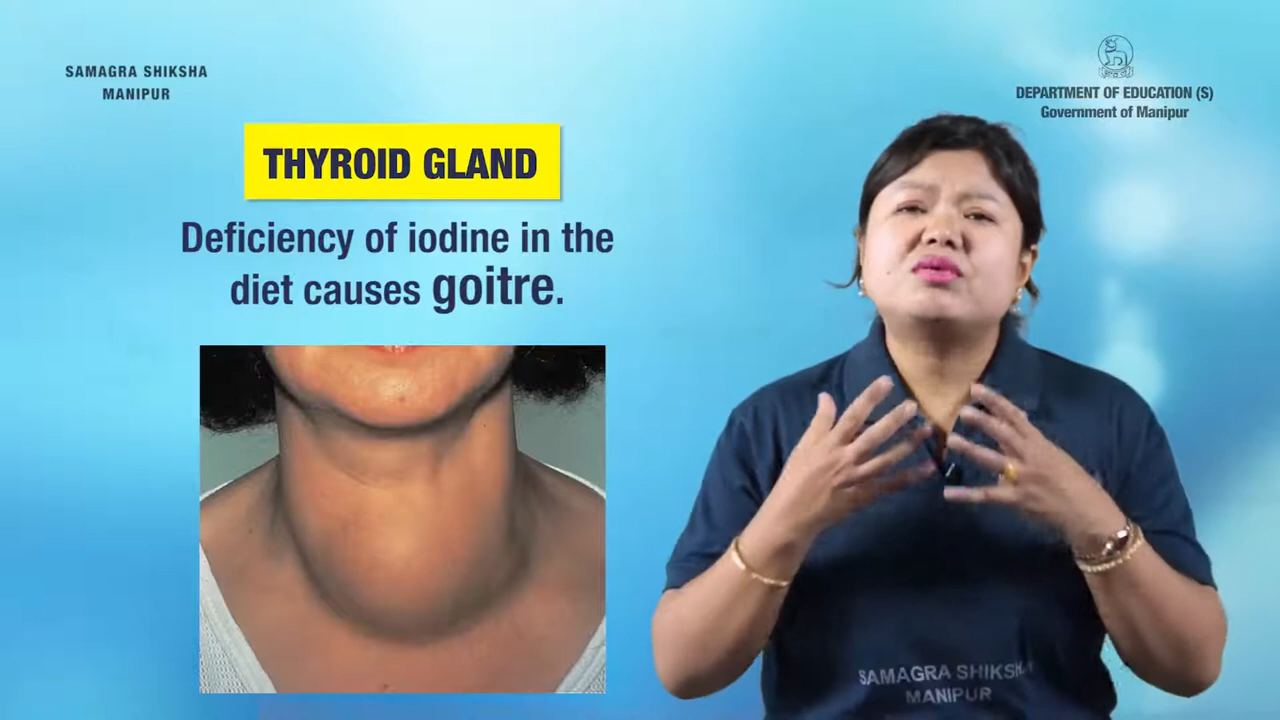 SAMAGRA SHIKSHA
MANIPUR
DEPARTMENT OF EDUCATION (S)
Government of Manipur
THYROID GLAND
Deficiency of iodine in the
diet causes goitre.
SAMAGRA SHIKSHA
MANIPUR